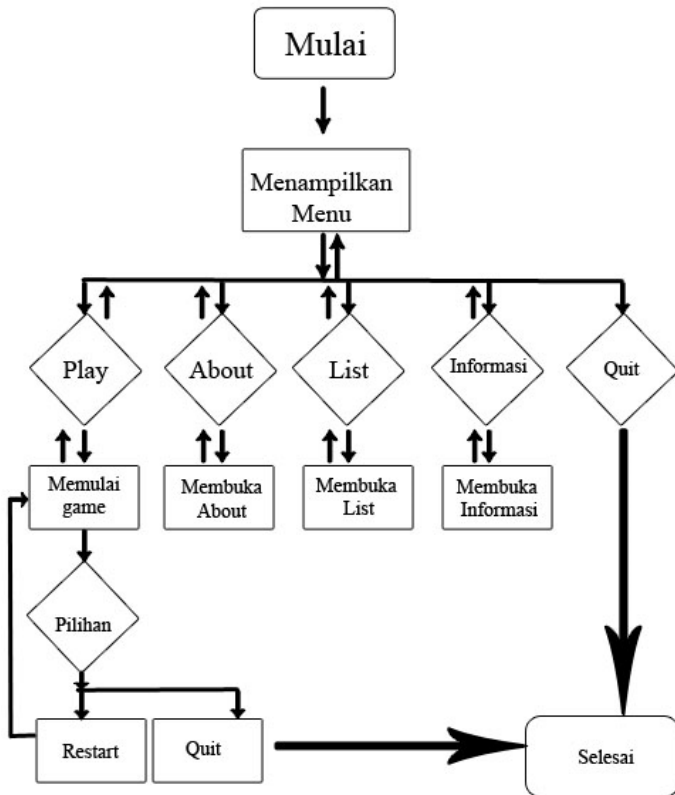 Mulai
Menampilkan
Menu
Play
About
List
Informasi
Quit
Memulai
game
Membuka
About
Membuka
List
Membuka
Informasi
Pilihan
Restart
Quit
Selesai